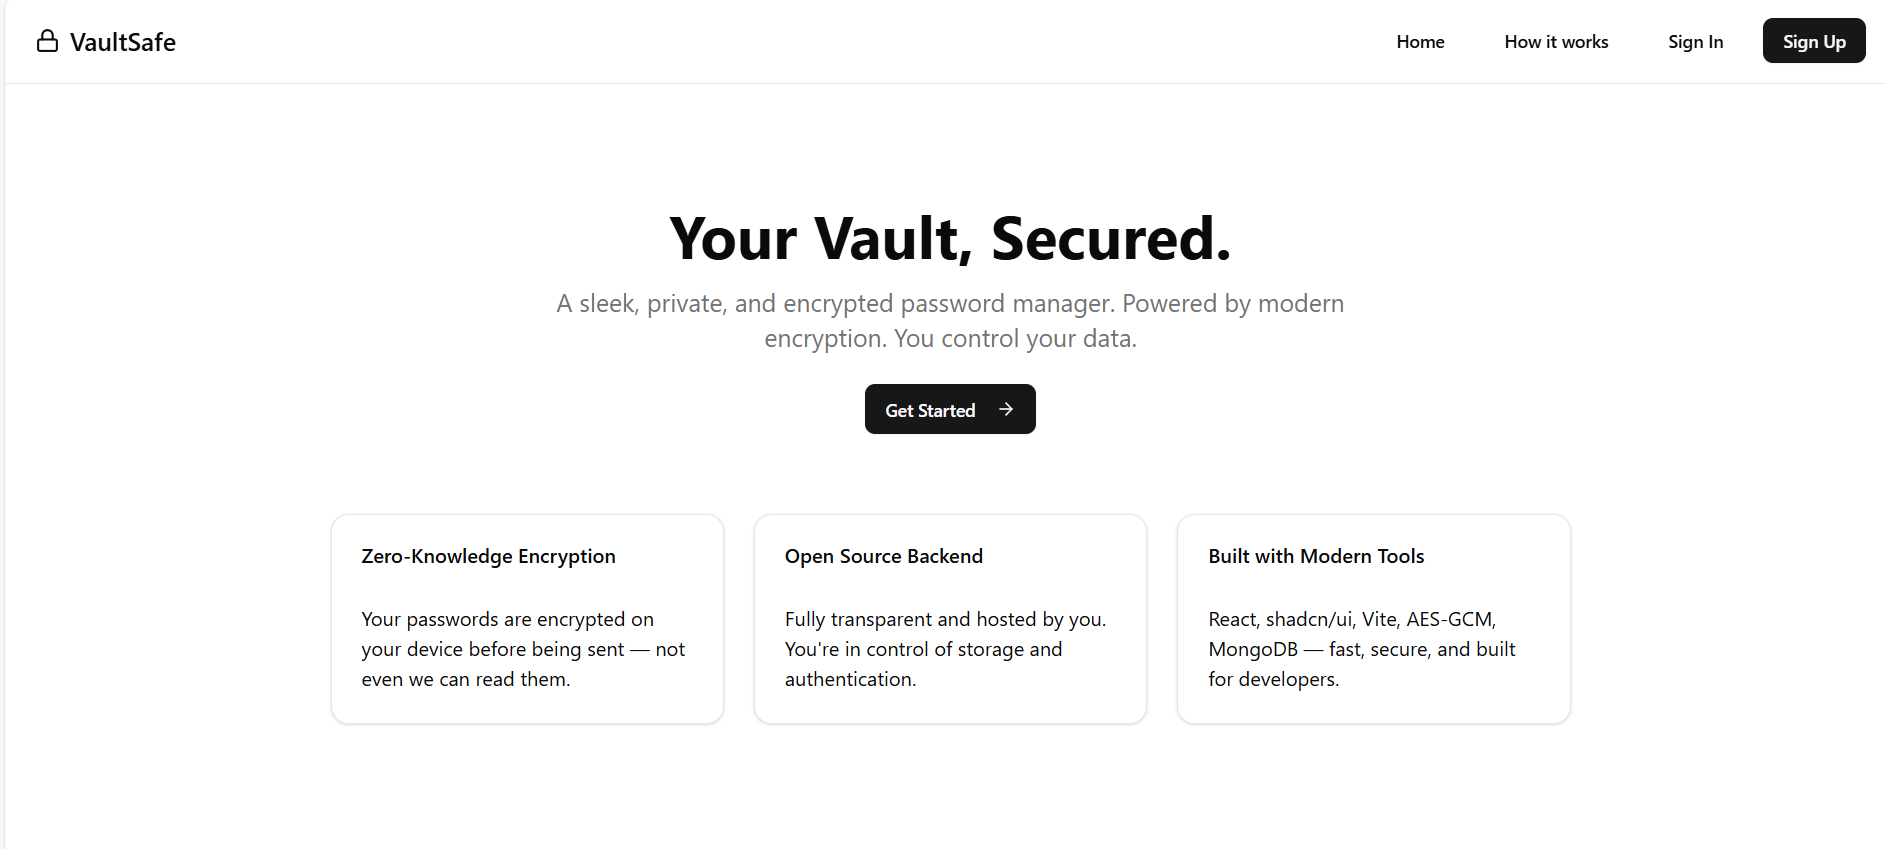 VaultSafe
Home
How it works
Sign In
Sign Up
Your Vault, Secured.
A sleek, private, and encrypted password manager. Powered by modern
encryption. You control your data.
Get Started
Zero-Knowledge Encryption
Your passwords are encrypted on
your device before being sent — not
even we can read them.
Open Source Backend
Fully transparent and hosted by you.
You're in control of storage and
authentication.
Built with Modern Tools
React, shadcn/ui, Vite, AES-GCM,
MongoDB — fast, secure, and built
for developers.